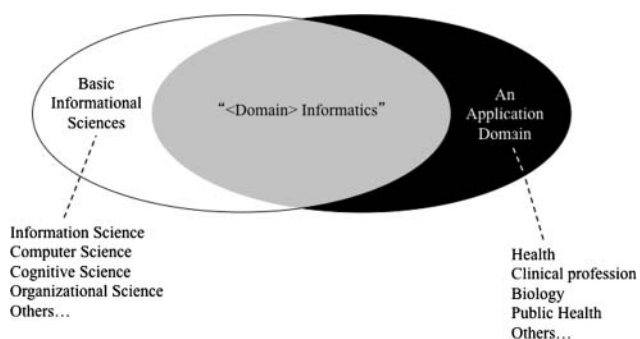 Basic
Informational
Sciences
“<Domain> Informatics”
An
Application
Domain
Information Science
Computer Science
Cognitive Science
Organizational Science
Others…
Health
Clinical profession
Biology
Public Health
Others…